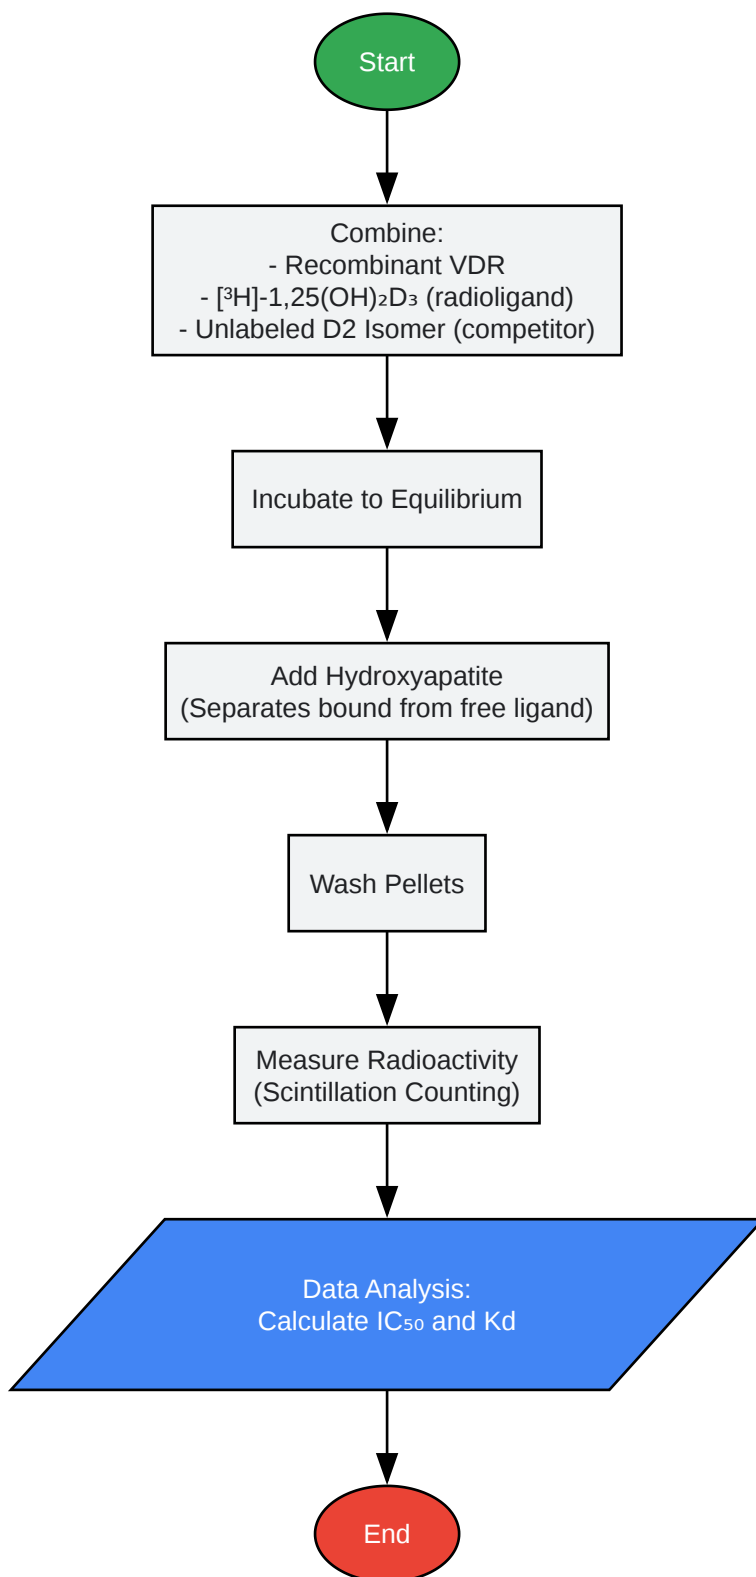 Start
Combine:
- Recombinant VDR
- [³H]-1,25(OH)₂D₃ (radioligand)
- Unlabeled D2 Isomer (competitor)
Incubate to Equilibrium
Add Hydroxyapatite
(Separates bound from free ligand)
Wash Pellets
Measure Radioactivity
(Scintillation Counting)
Data Analysis:
Calculate IC₅₀ and Kd
End